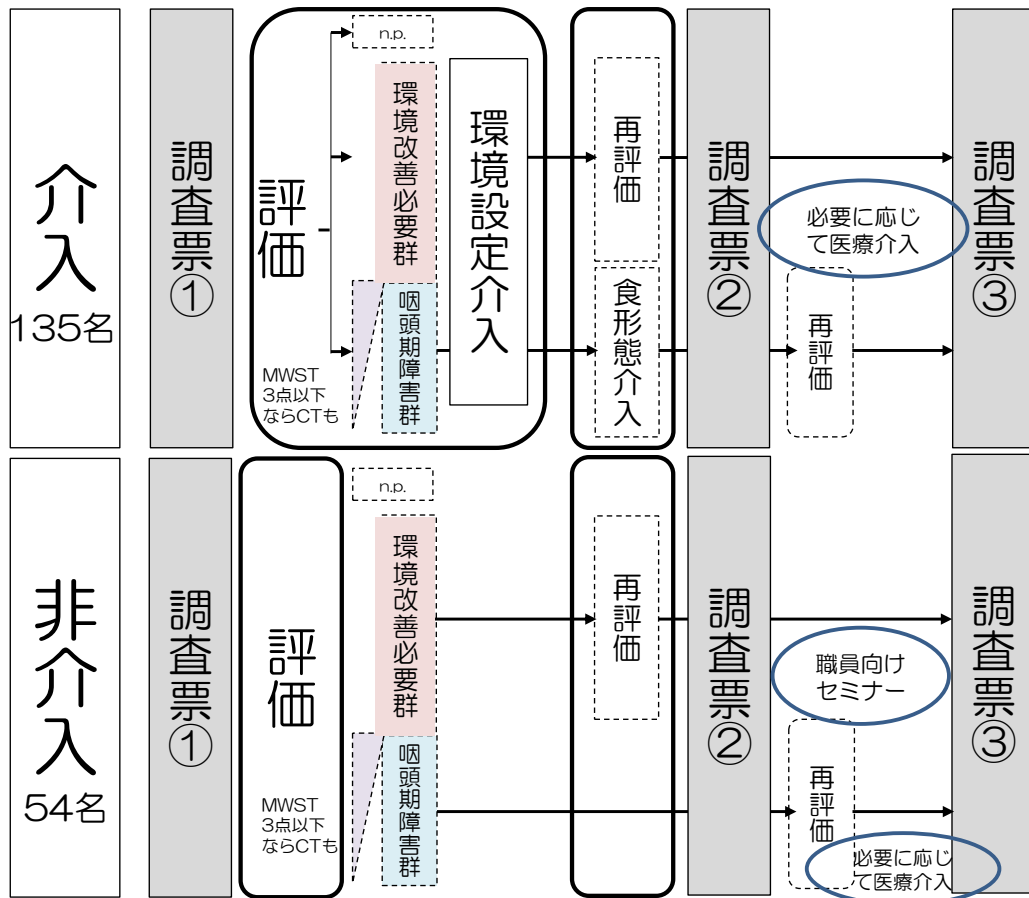 介入
135名
調査票①
評価
MWST
3点以下
ならCTも
n.p.
環境改善必要群
咽頭期障害群
環境設定介入
再評価
食形態介入
調査票②
必要に応じ
て医療介入
再評価
調査票③
非介入
54名
調査票①
評価
MWST
3点以下
ならCTも
n.p.
環境改善必要群
咽頭期障害群
再評価
調査票②
職員向け
セミナー
再評価
必要に応じ
て医療介入
調査票③